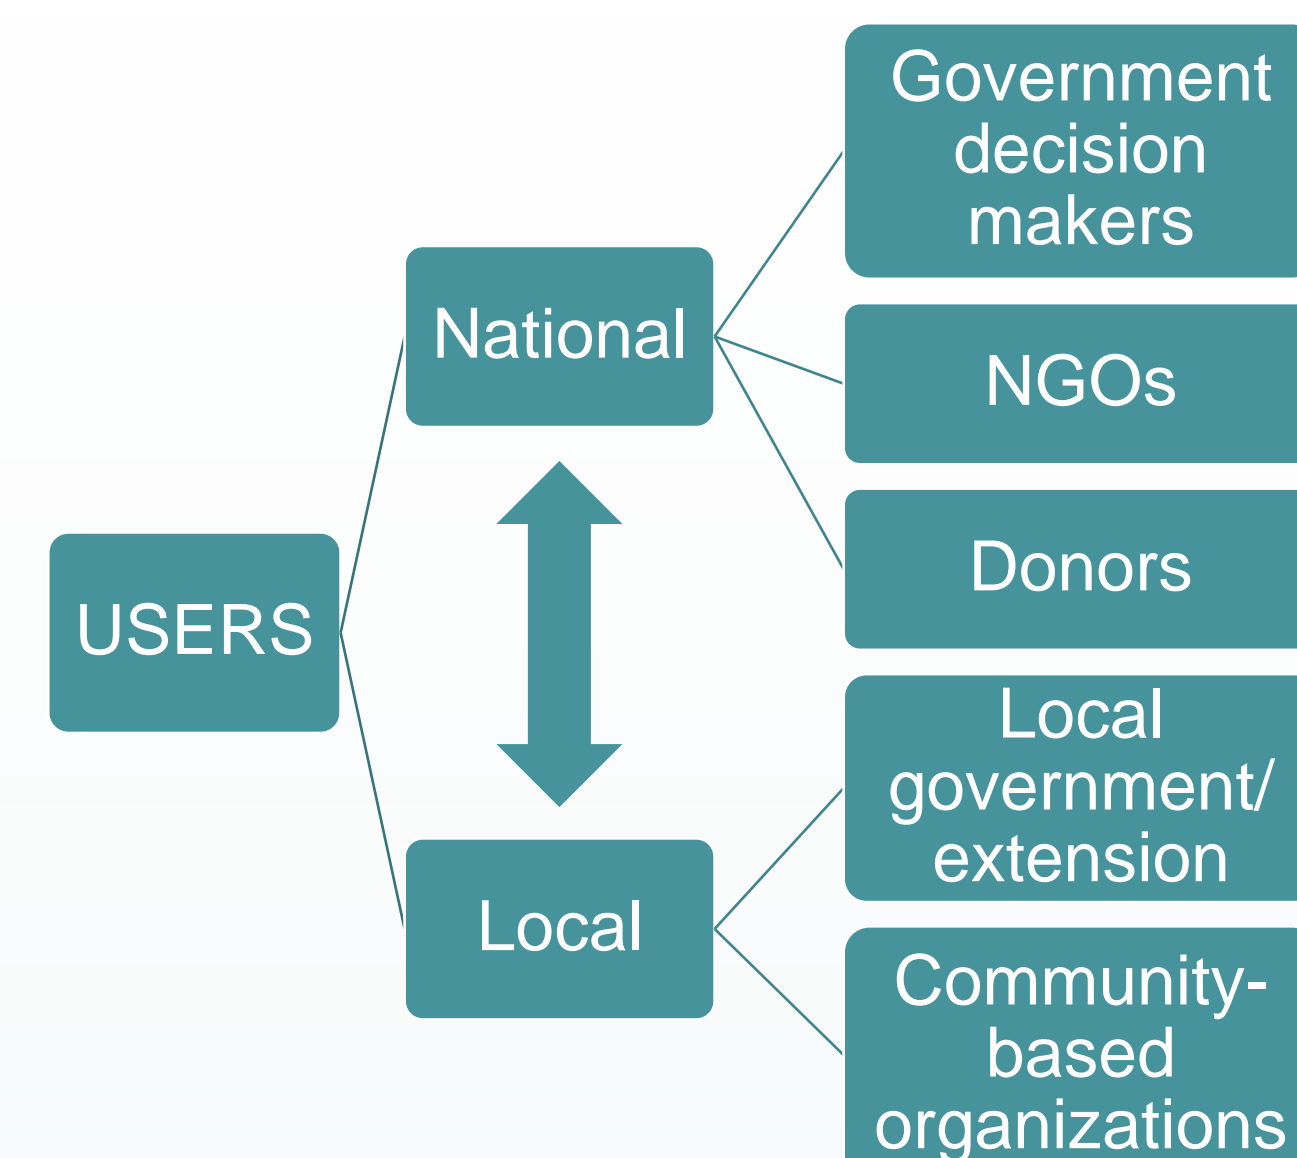 USERS
National
Local
Government
decision
makers
NGOs
Donors
Local
government/
extension
Community-
based
organizations